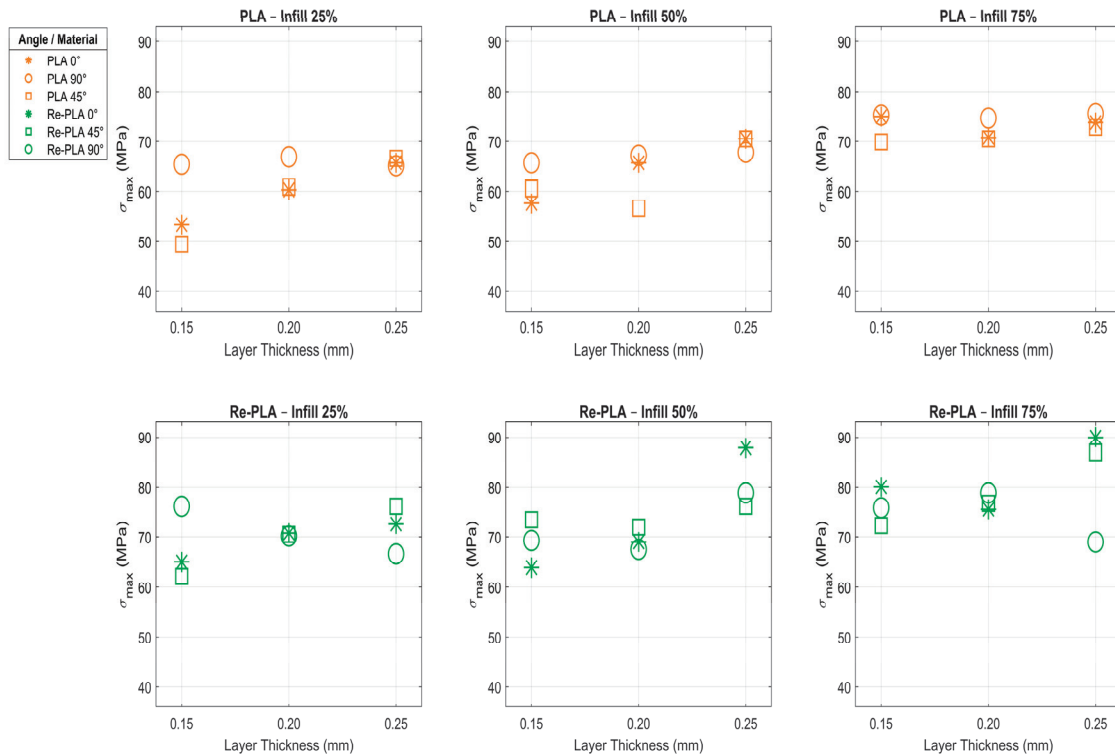 Angle / Material
PLA 0°
PLA 90°
PLA 45°
Re-PLA 0°
Re-PLA 45°
Re-PLA 90°
PLA – Infill 25%
90
80
70
60
50
40
σmax (MPa)
0.15 0.20 0.25
Layer Thickness (mm)
PLA – Infill 50%
90
80
70
60
50
40
σmax (MPa)
0.15 0.20 0.25
Layer Thickness (mm)
PLA – Infill 75%
90
80
70
60
50
40
σmax (MPa)
0.15 0.20 0.25
Layer Thickness (mm)
Re-PLA – Infill 25%
90
80
70
60
50
40
σmax (MPa)
0.15 0.20 0.25
Layer Thickness (mm)
Re-PLA – Infill 50%
90
80
70
60
50
40
σmax (MPa)
0.15 0.20 0.25
Layer Thickness (mm)
Re-PLA – Infill 75%
90
80
70
60
50
40
σmax (MPa)
0.15 0.20 0.25
Layer Thickness (mm)